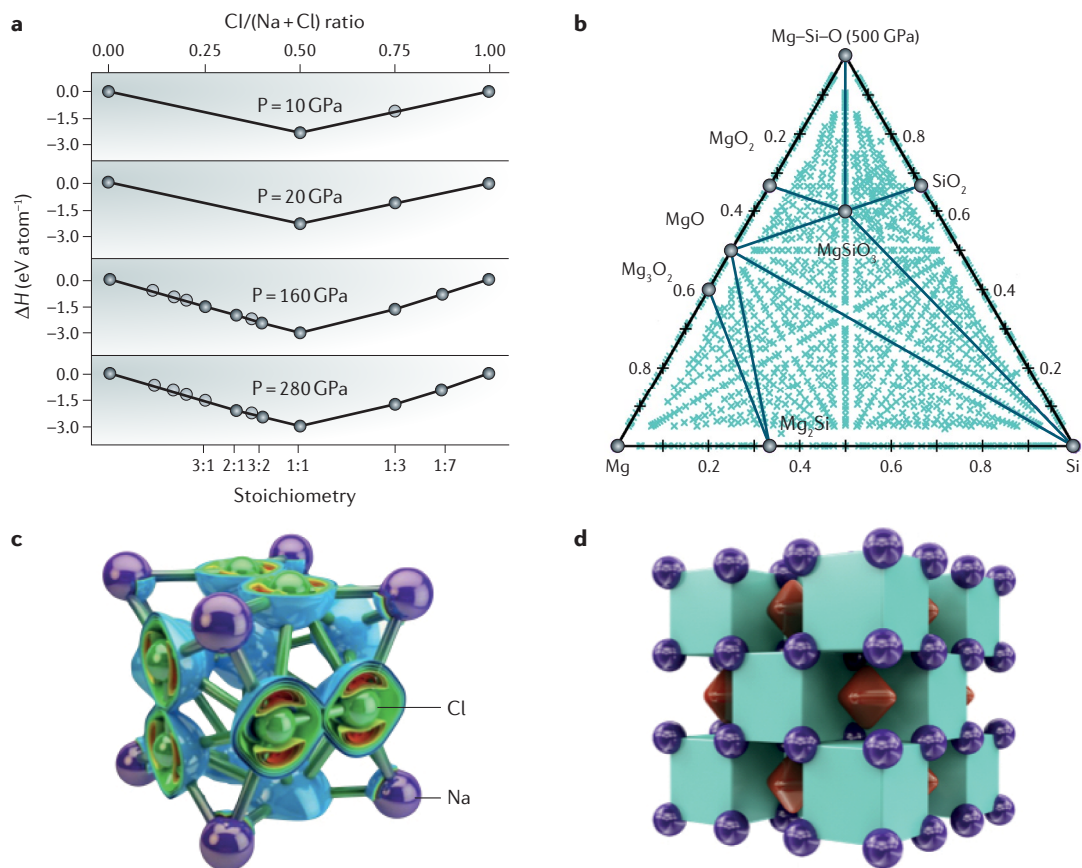 a
Cl/(Na + Cl) ratio
0.00 0.25 0.50 0.75 1.00
0.0
–1.5
–3.0
P = 10 GPa
0.0
–1.5
–3.0
P = 20 GPa
0.0
–1.5
–3.0
P = 160 GPa
0.0
–1.5
–3.0
P = 280 GPa
ΔH (eV atom⁻¹)
3:1 2:1 3:2 1:1 1:3 1:7
Stoichiometry
b
Mg–Si–O (500 GPa)
0.2 0.8
MgO₂
SiO₂
0.4 0.6
MgO
MgSiO₃
Mg₃O₂
0.6 0.4
0.8 0.2
Mg₂Si
Mg 0.2 0.4 0.6 0.8 Si
c
Cl
Na
d